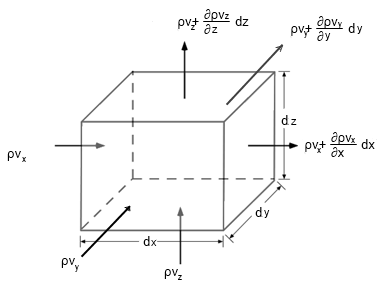 ρv_z+ ∂ρv_z/∂z dz
ρv_y+ ∂ρv_y/∂y dy
dz
ρv_x
ρv_x+ ∂ρv_x/∂x dx
dy
dx
ρv_y
ρv_z